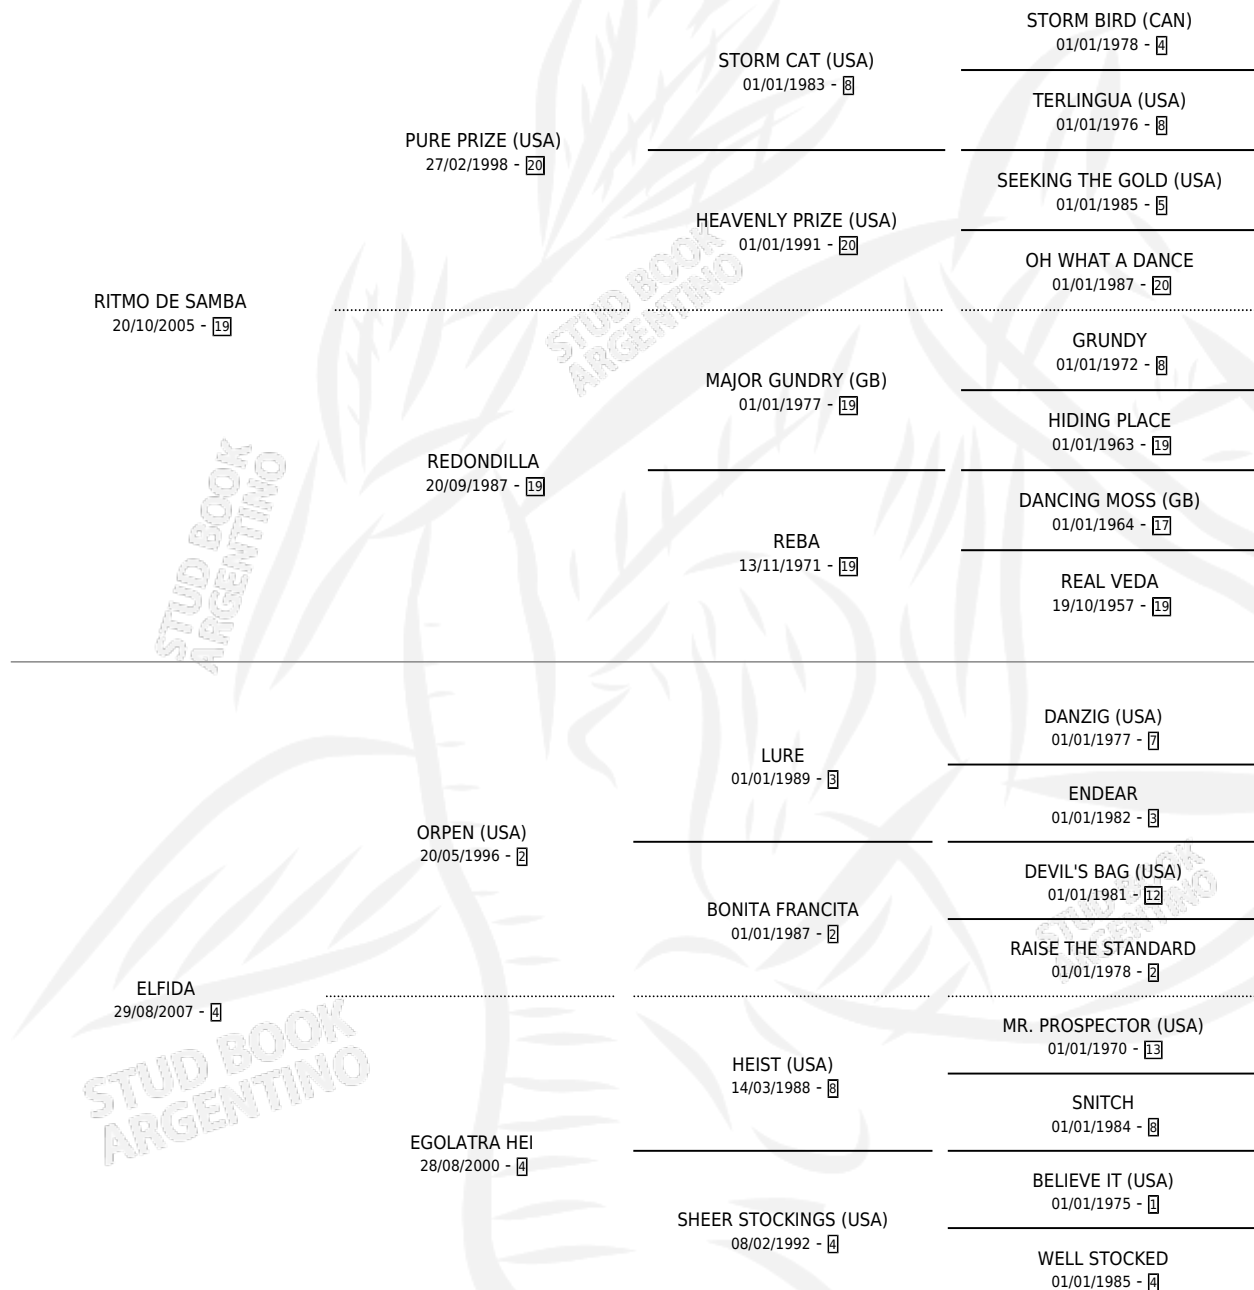 STORM BIRD (CAN)
01/01/1978 - 4
STORM CAT (USA)
01/01/1983 - 8
TERLINGUA (USA)
01/01/1976 - 8
PURE PRIZE (USA)
27/02/1998 - 20
SEEKING THE GOLD (USA)
01/01/1985 - 5
HEAVENLY PRIZE (USA)
01/01/1991 - 20
OH WHAT A DANCE
01/01/1987 - 20
RITMO DE SAMBA
20/10/2005 - 19
GRUNDY
01/01/1972 - 8
MAJOR GUNDRY (GB)
01/01/1977 - 19
HIDING PLACE
01/01/1963 - 19
REDONDILLA
20/09/1987 - 19
DANCING MOSS (GB)
01/01/1964 - 17
REBA
13/11/1971 - 19
REAL VEDA
19/10/1957 - 19
DANZIG (USA)
01/01/1977 - 7
LURE
01/01/1989 - 3
ENDEAR
01/01/1982 - 3
ORPEN (USA)
20/05/1996 - 2
DEVIL'S BAG (USA)
01/01/1981 - 12
BONITA FRANCITA
01/01/1987 - 2
RAISE THE STANDARD
01/01/1978 - 2
ELFIDA
29/08/2007 - 4
MR. PROSPECTOR (USA)
01/01/1970 - 13
HEIST (USA)
14/03/1988 - 8
SNITCH
01/01/1984 - 8
EGOLATRA HEI
28/08/2000 - 4
BELIEVE IT (USA)
01/01/1975 - 1
SHEER STOCKINGS (USA)
08/02/1992 - 4
WELL STOCKED
01/01/1985 - 4
STUD BOOK
ARGENTINO
STUD BOOK
ARGENTINO
STUD BOOK
ARGENTINO
STUD BOOK
ARGENTINO